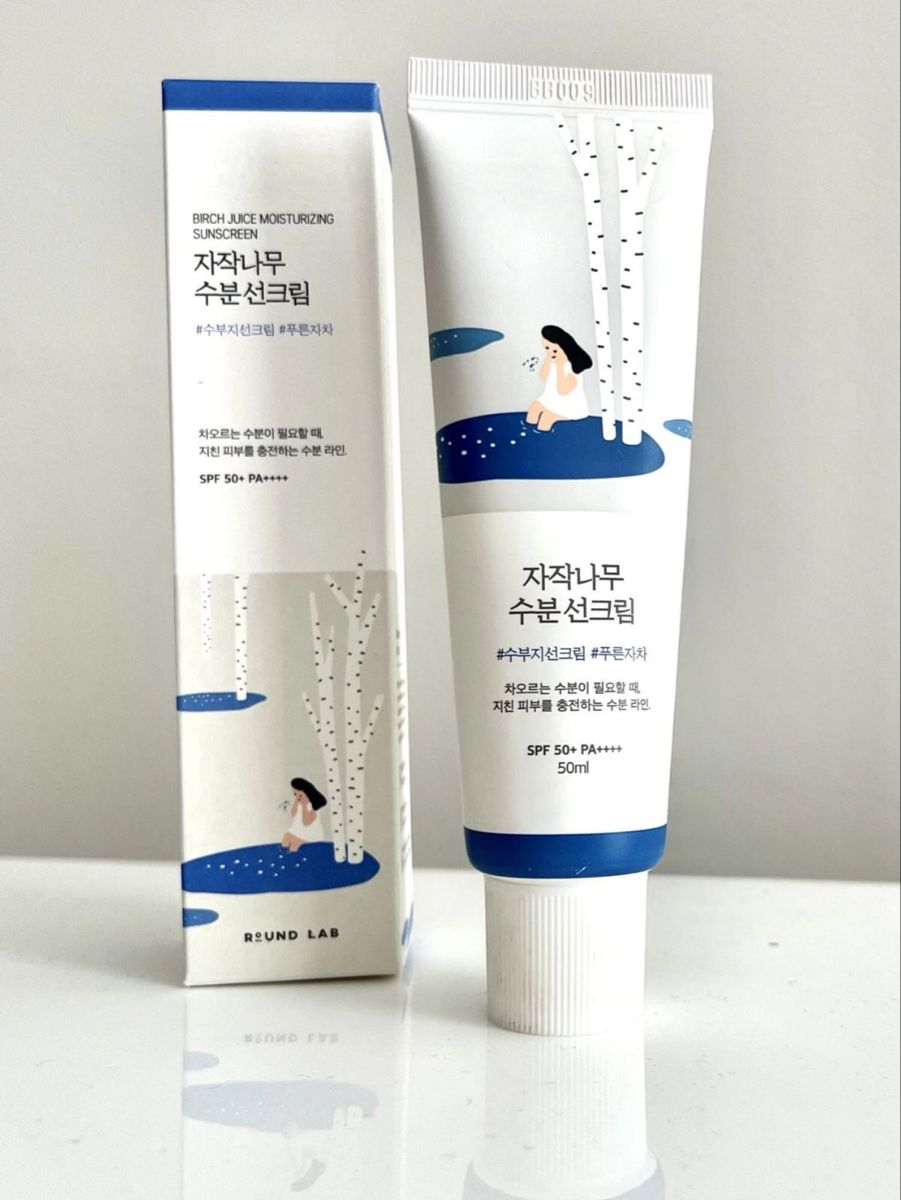 BIRCH JUICE MOISTURIZING
SUNSCREEN
자작나무
수분 선크림
#수부지선크림 #푸른자차
차오르는 수분이 필요할 때,
지친 피부를 충전하는 수분 라인.
SPF 50+ PA++++
ROUND LAB
자작나무
수분 선크림
#수부지선크림 #푸른자차
차오르는 수분이 필요할 때,
지친 피부를 충전하는 수분 라인.
SPF 50+ PA++++
50ml